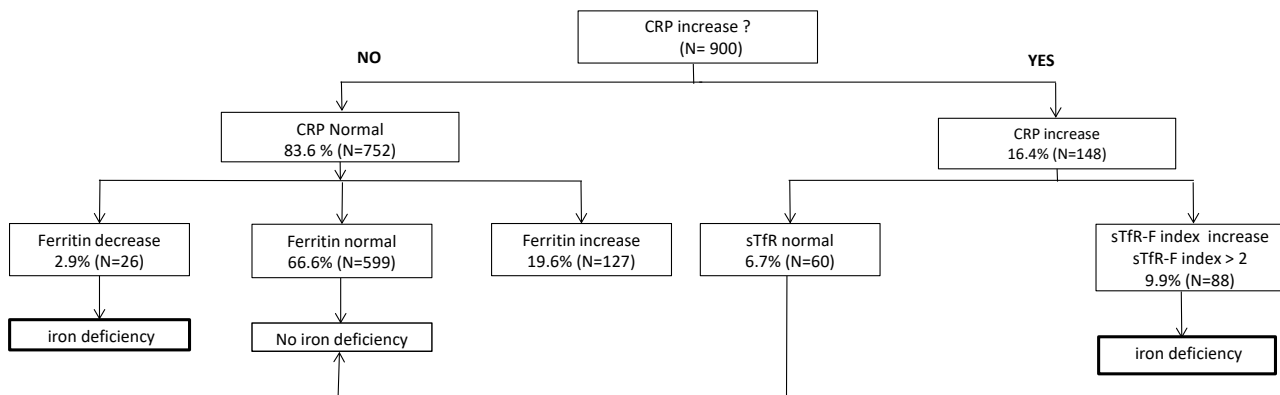 CRP increase ?
(N= 900)
NO
YES
CRP Normal
83.6 % (N=752)
CRP increase
16.4% (N=148)
Ferritin decrease
2.9% (N=26)
Ferritin normal
66.6% (N=599)
Ferritin increase
19.6% (N=127)
sTfR normal
6.7% (N=60)
sTfR-F index  increase
sTfR-F index > 2
9.9% (N=88)
iron deficiency
No iron deficiency
iron deficiency